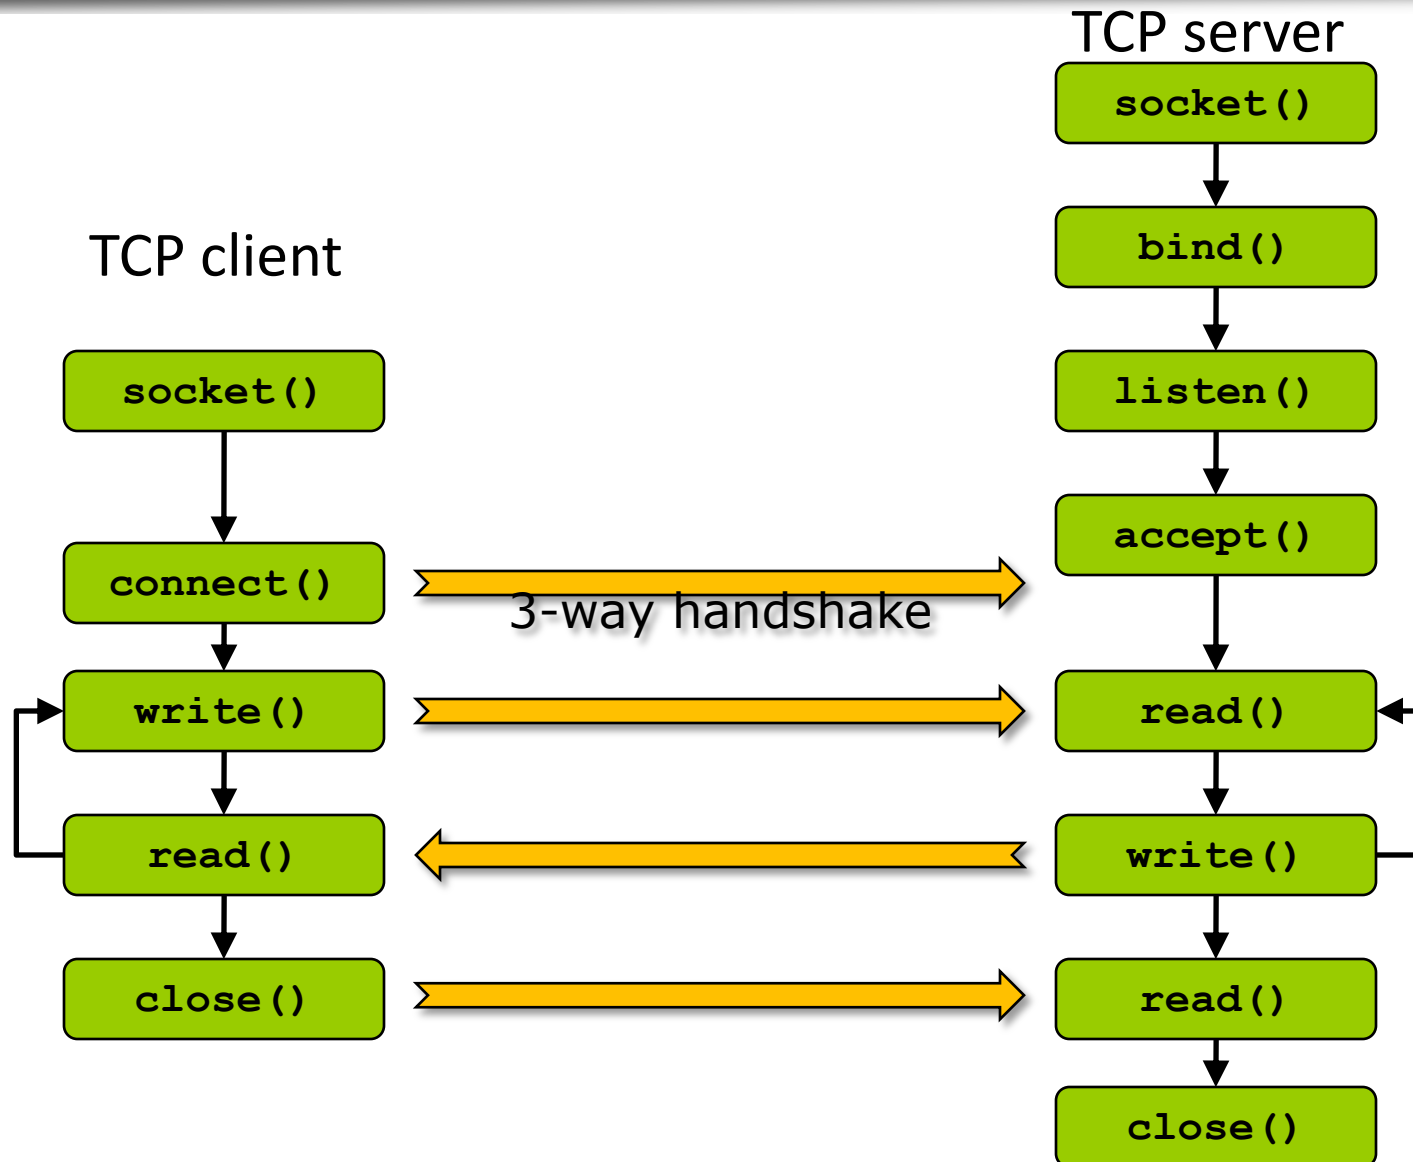 TCP server
socket()
bind()
TCP client
socket()
listen()
accept()
connect()
3-way handshake
write()
read()
read()
write()
close()
read()
close()